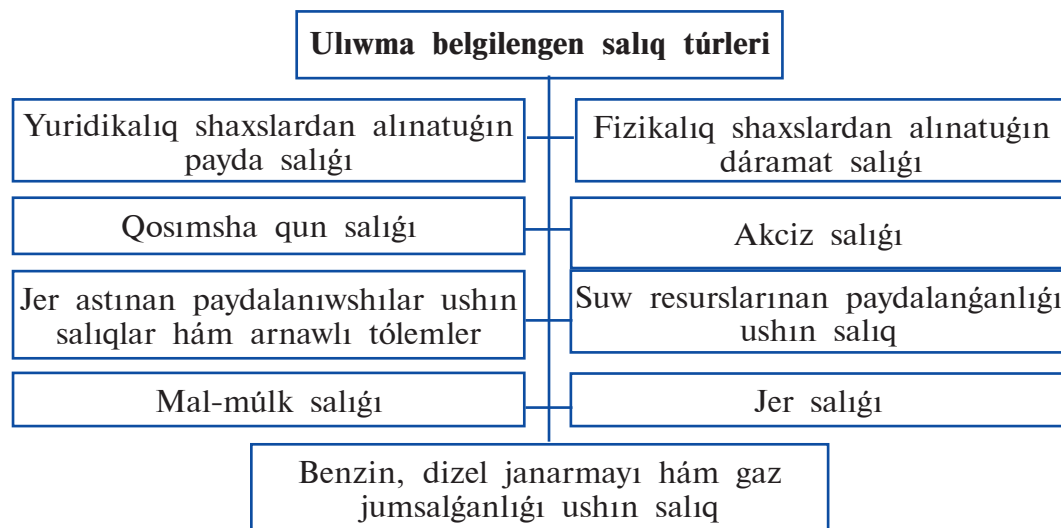 Ulıwma belgilengen salıq túrleri
Yuridikalıq shaxslardan alınatuǵın
payda salıǵı
Fizikalıq shaxslardan alınatuǵın
dáramat salıǵı
Qosımsha qun salıǵı
Akciz salıǵı
Jer astınan paydalanıwshılar ushın
salıqlar hám arnawlı tólemler
Suw resurslarınan paydalanǵanlıǵı
ushın salıq
Mal-múlk salıǵı
Jer salıǵı
Benzin, dizel janarmayı hám gaz
jumsalǵanlıǵı ushın salıq